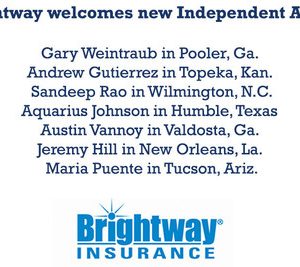 welcomes new Independent
Gary Weintraub in Pooler, Ga.
Andrew Gutierrez in Topeka, Kan.
Sandeep Rao in Wilmington, N.C.
Aquarius Johnson in Humble, Texas
Austin Vannoy in Valdosta, Ga.
Jeremy Hill in New Orleans, La.
Maria Puente in Tucson, Ariz.
Brightway®
INSURANCE